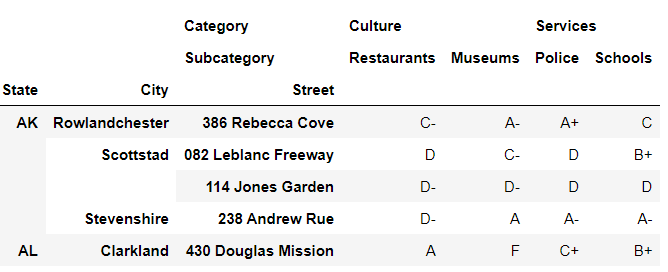 Category Culture Services
Subcategory Restaurants Museums Police Schools
State City Street
AK Rowlandchester 386 Rebecca Cove C- A- A+ C
Scottstad 082 Leblanc Freeway D C- D B+
114 Jones Garden D- D- D D
Stevenshire 238 Andrew Rue D- A A- A-
AL Clarkland 430 Douglas Mission A F C+ B+